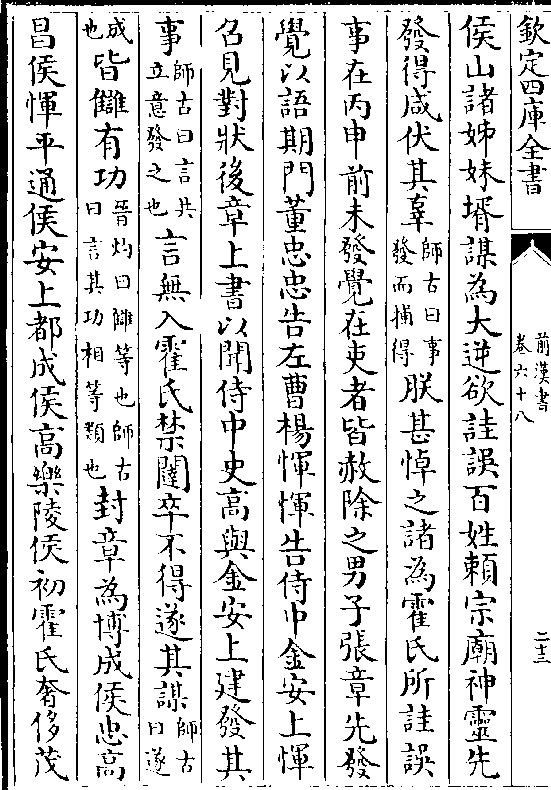 欽定四庫全書
前漢書
卷六十八
二十三
侯山諸姊妹壻謀為大逆欲詿誤百姓賴宗廟神靈先
發得咸伏其辜師古曰事發而捕得朕甚悼之諸為霍氏所詿誤
事在丙申前未發覺在吏者皆赦除之男子張章先發
覺以語期門董忠忠告左曹楊惲惲告侍中金安上惲
召見對狀後章上書以聞侍中史高與金安上建發其
事師古曰言共立意發之也言無入霍氏禁闥卒不得遂其謀師古曰遂
成也皆讎有功晉灼曰讎等也師古曰言其功相等類也封章為博成侯忠高
昌侯惲平通侯安上都成侯高樂陵侯初霍氏奢侈茂